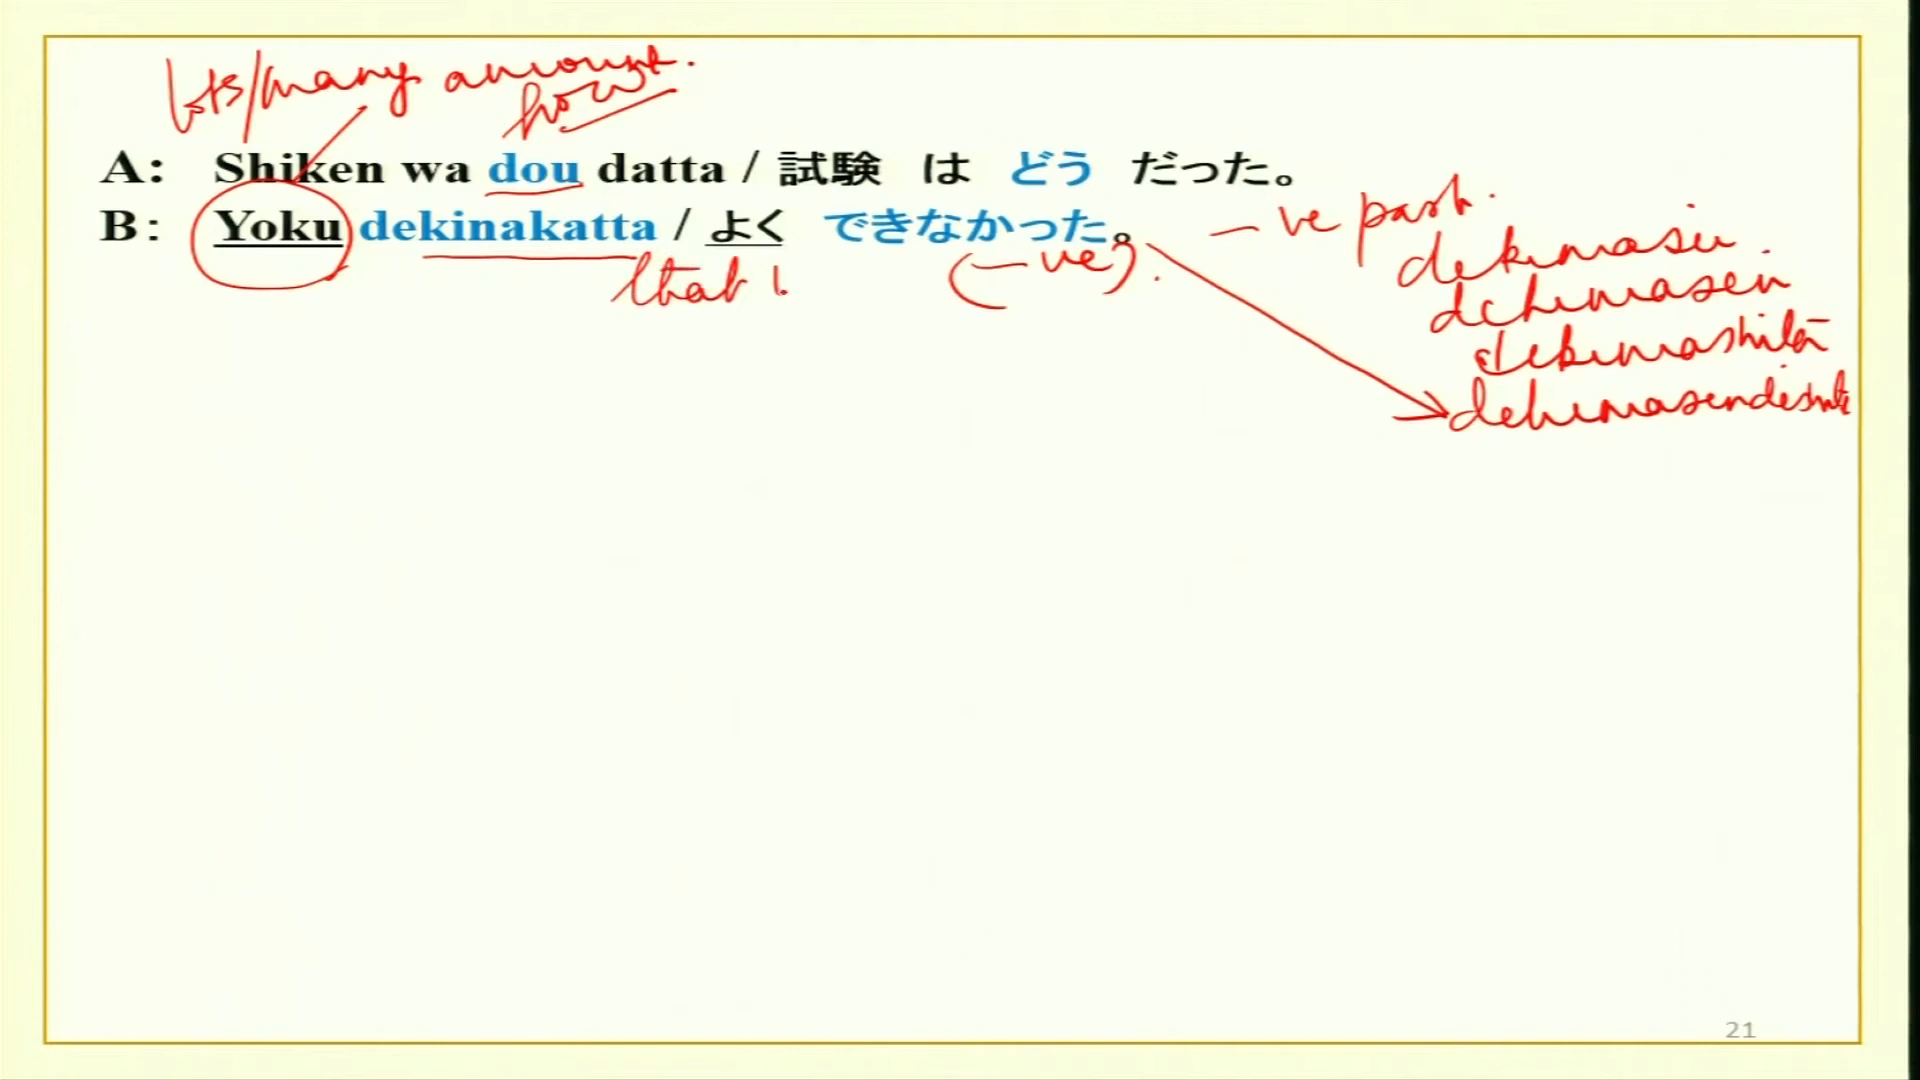 lots/many amount.
how
A: Shiken wa dou datta / 試験 は どう だった。
B: Yoku dekinakatta / よく できなかった。
-ve past.
that
(-ve).
dekimasu.
dekimasen
dekimashita
dekimasendeshita
21